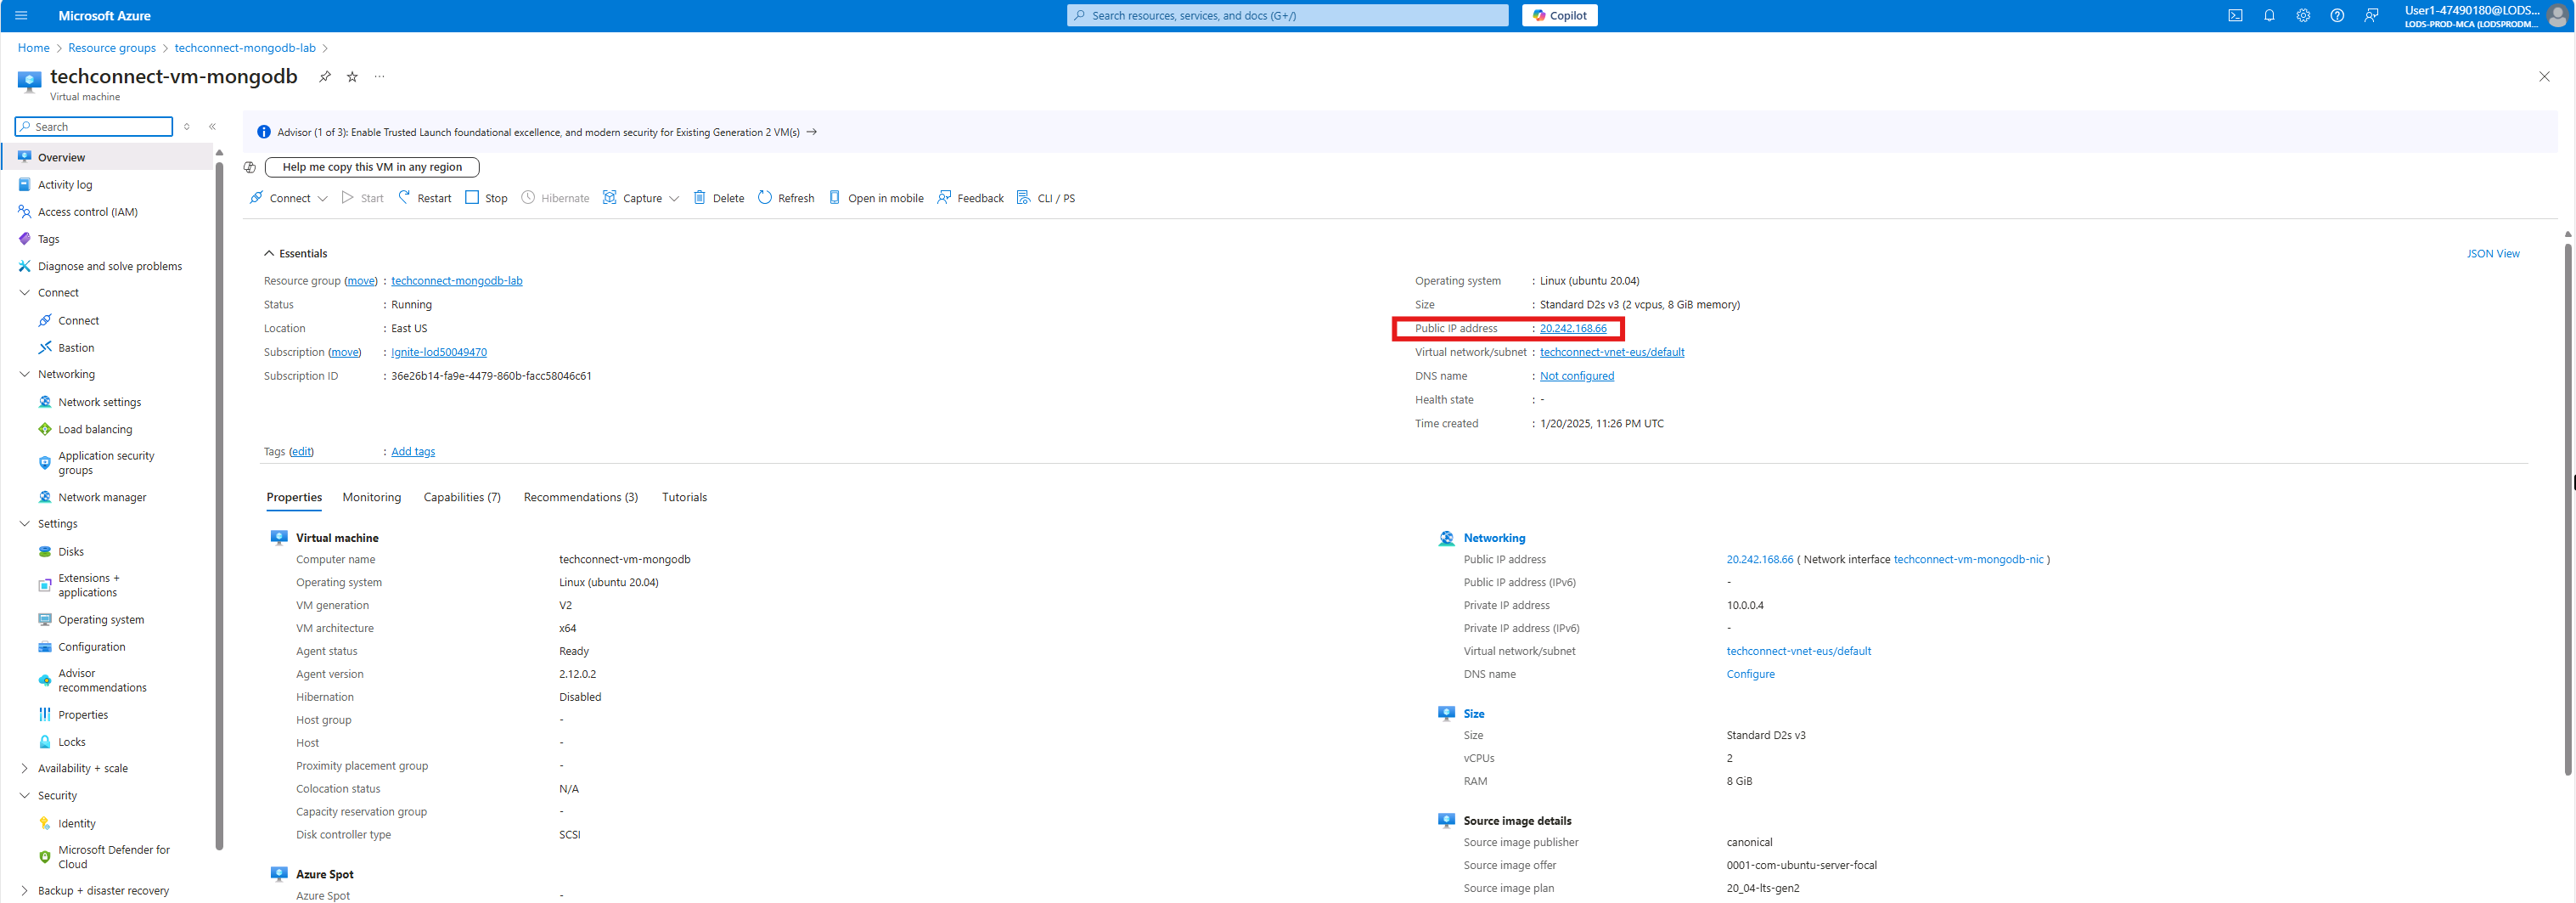 Microsoft Azure
Search resources, services, and docs (G+/)
Copilot
User1-47490180@LODS...
LODS-PROD-MCA (LODSPRODM...
Home > Resource groups > techconnect-mongodb-lab >
techconnect-vm-mongodb
Virtual machine
Search
Overview
Activity log
Access control (IAM)
Tags
Diagnose and solve problems
Connect
Connect
Bastion
Networking
Network settings
Load balancing
Application security
groups
Network manager
Settings
Disks
Extensions +
applications
Operating system
Configuration
Advisor
recommendations
Properties
Locks
Availability + scale
Security
Identity
Microsoft Defender for
Cloud
Backup + disaster recovery
Advisor (1 of 3): Enable Trusted Launch foundational excellence, and modern security for Existing Generation 2 VM(s) →
Help me copy this VM in any region
Connect Start Restart Stop Hibernate Capture Delete Refresh Open in mobile Feedback CLI / PS
Essentials
JSON View
Resource group (move) : techconnect-mongodb-lab
Status : Running
Location : East US
Subscription (move) : Ignite-lod50049470
Subscription ID : 36e26b14-fa9e-4479-860b-facc58046c61
Operating system : Linux (ubuntu 20.04)
Size : Standard D2s v3 (2 vcpus, 8 GiB memory)
Public IP address : 20.242.168.66
Virtual network/subnet : techconnect-vnet-eus/default
DNS name : Not configured
Health state : -
Time created : 1/20/2025, 11:26 PM UTC
Tags (edit) : Add tags
Properties Monitoring Capabilities (7) Recommendations (3) Tutorials
Virtual machine
Computer name techconnect-vm-mongodb
Operating system Linux (ubuntu 20.04)
VM generation V2
VM architecture x64
Agent status Ready
Agent version 2.12.0.2
Hibernation Disabled
Host group -
Host -
Proximity placement group -
Colocation status N/A
Capacity reservation group -
Disk controller type SCSI
Azure Spot
Azure Spot -
Networking
Public IP address 20.242.168.66 ( Network interface techconnect-vm-mongodb-nic )
Public IP address (IPv6) -
Private IP address 10.0.0.4
Private IP address (IPv6) -
Virtual network/subnet techconnect-vnet-eus/default
DNS name Configure
Size
Size Standard D2s v3
vCPUs 2
RAM 8 GiB
Source image details
Source image publisher canonical
Source image offer 0001-com-ubuntu-server-focal
Source image plan 20_04-lts-gen2